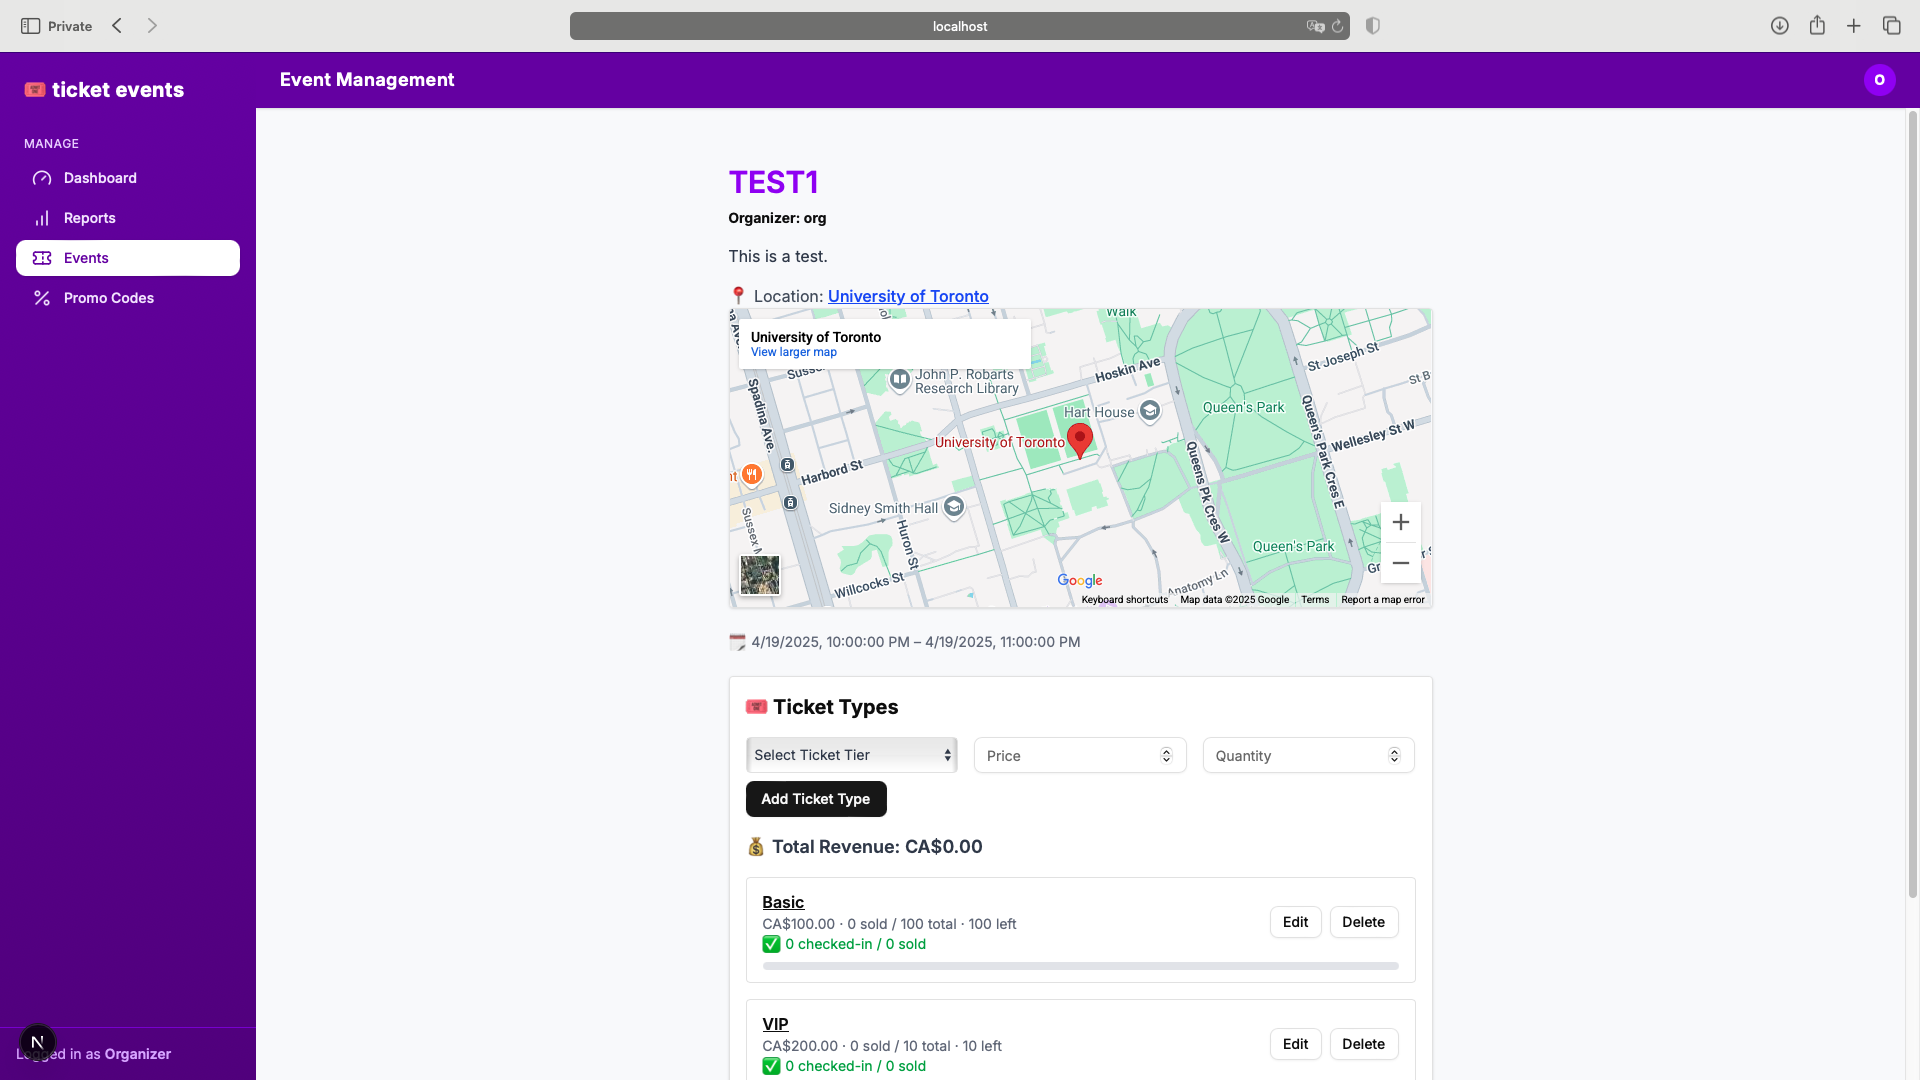 Private
localhost
ticket events
Event Management
O
MANAGE
Dashboard
Reports
Events
Promo Codes
TEST1
Organizer: org
This is a test.
Location: University of Toronto
University of Toronto
View larger map
Walk
John P. Robarts
Research Library
Hoskin Ave
St Joseph St
St B
Spadina Ave.
Hart House
Queen's Park
Queen's Park Cres E
Wellesley St W
University of Toronto
Harbord St
Queens Pk Cres W
Sidney Smith Hall
Huron St
Queen's Park
Willcocks St
Anatomy Ln
Google
Keyboard shortcuts Map data ©2025 Google Terms Report a map error
4/19/2025, 10:00:00 PM – 4/19/2025, 11:00:00 PM
Ticket Types
Select Ticket Tier Price Quantity
Add Ticket Type
Total Revenue: CA$0.00
Basic
CA$100.00 · 0 sold / 100 total · 100 left
0 checked-in / 0 sold
Edit Delete
VIP
CA$200.00 · 0 sold / 10 total · 10 left
0 checked-in / 0 sold
Edit Delete
N
Logged in as Organizer